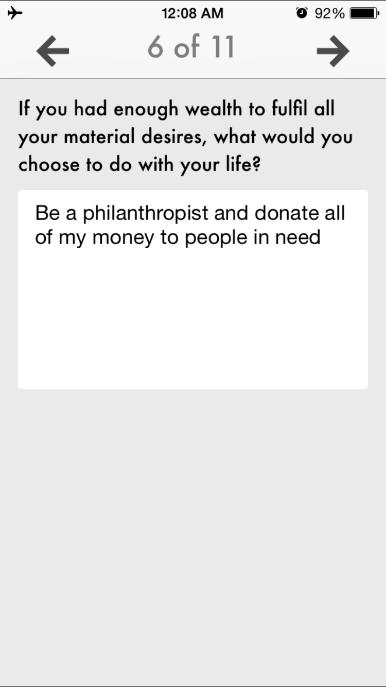 12:08 AM 92%
6 of 11
If you had enough wealth to fulfil all
your material desires, what would you
choose to do with your life?
Be a philanthropist and donate all
of my money to people in need